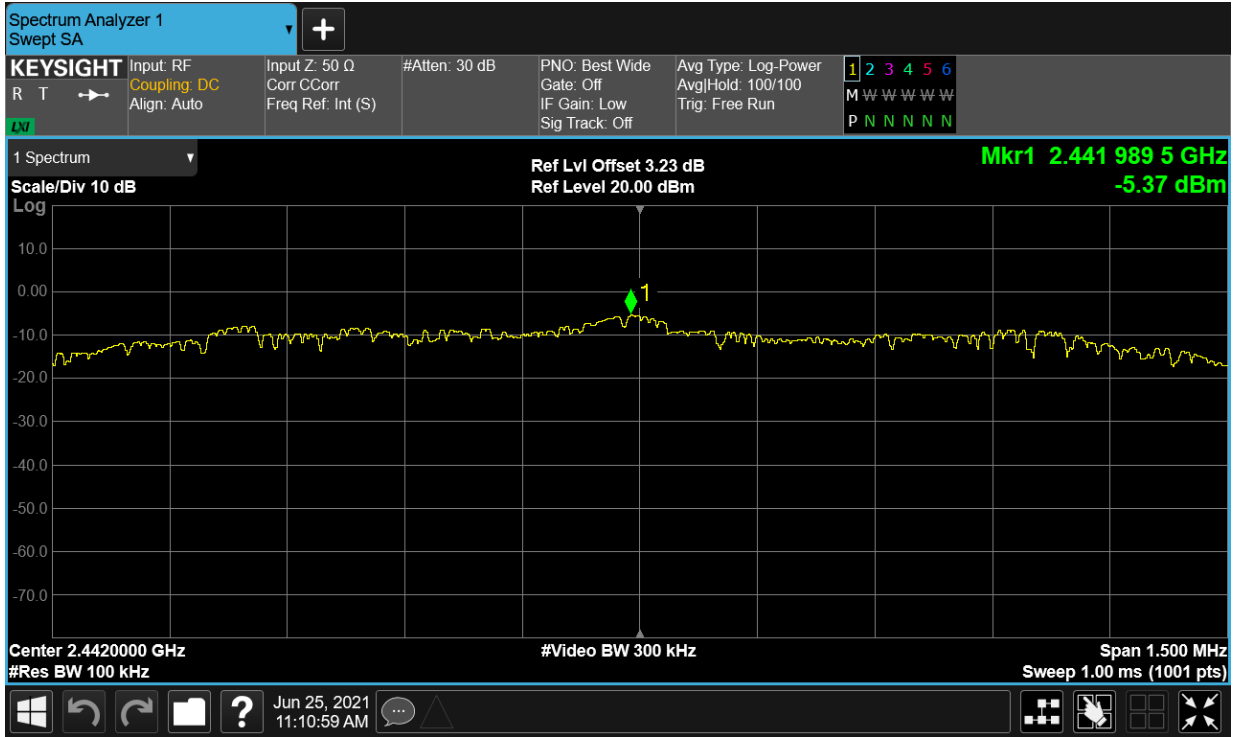 Spectrum Analyzer 1
Swept SA
KEYSIGHT
R T
LXI
Input: RF
Coupling: DC
Align: Auto
Input Z: 50 Ω
Corr CCorr
Freq Ref: Int (S)
#Atten: 30 dB
PNO: Best Wide
Gate: Off
IF Gain: Low
Sig Track: Off
Avg Type: Log-Power
Avg|Hold: 100/100
Trig: Free Run
1 2 3 4 5 6
M W W W W W
P N N N N N
1 Spectrum
Scale/Div 10 dB
Log
Ref Lvl Offset 3.23 dB
Ref Level 20.00 dBm
Mkr1 2.441 989 5 GHz
-5.37 dBm
10.0
0.00
1
-10.0
-20.0
-30.0
-40.0
-50.0
-60.0
-70.0
Center 2.4420000 GHz
#Video BW 300 kHz
Span 1.500 MHz
#Res BW 100 kHz
Sweep 1.00 ms (1001 pts)
?
Jun 25, 2021
11:10:59 AM